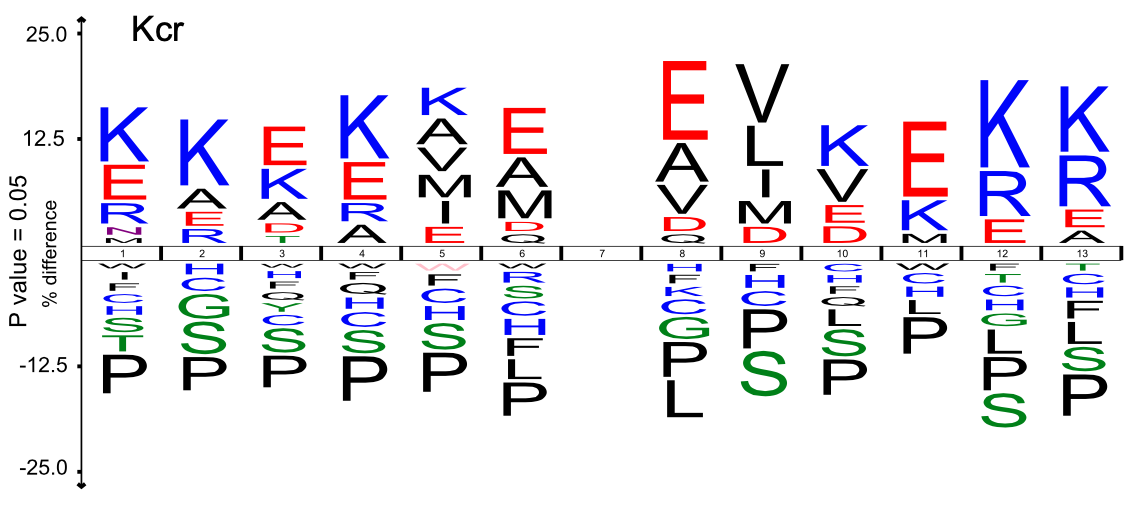 Kcr
25.0
12.5
-12.5
-25.0
P value = 0.05
% difference
K K E K K E E V K E K K
E A K E A A A L V K R R
R E A R V M V I E M E E
N R D A M D D M D A
M T I Q Q D
E
1 2 3 4 5 6 7 8 9 10 11 12 13
W H W W W W H F C W F T
I C H F F R F H H C T C
F G F Q C S K C F H C H
C S Q H H C C P Q L H F
H P Y C S H G S L P G L
S C S P F P S L S
T S P L L P P P
P P P S